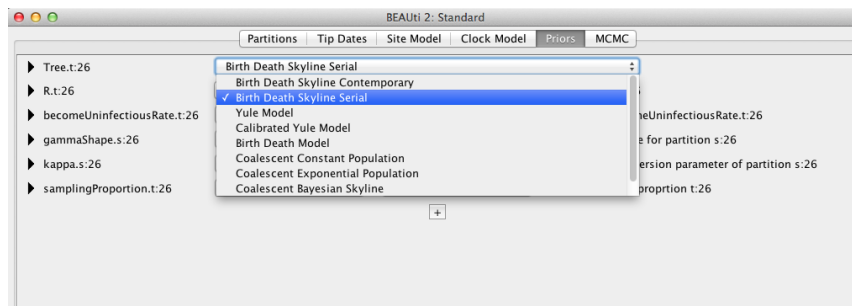 BEAUti 2: Standard
Partitions Tip Dates Site Model Clock Model Priors MCMC
Tree.t:26 Birth Death Skyline Serial
Birth Death Skyline Contemporary
R.t:26
✓ Birth Death Skyline Serial
becomeUninfectiousRate.t:26 Yule Model eUninfectiousRate.t:26
Calibrated Yule Model
gammaShape.s:26 Birth Death Model e for partition s:26
Coalescent Constant Population
kappa.s:26 Coalescent Exponential Population ersion parameter of partition s:26
samplingProportion.t:26 Coalescent Bayesian Skyline proprtion t:26
+